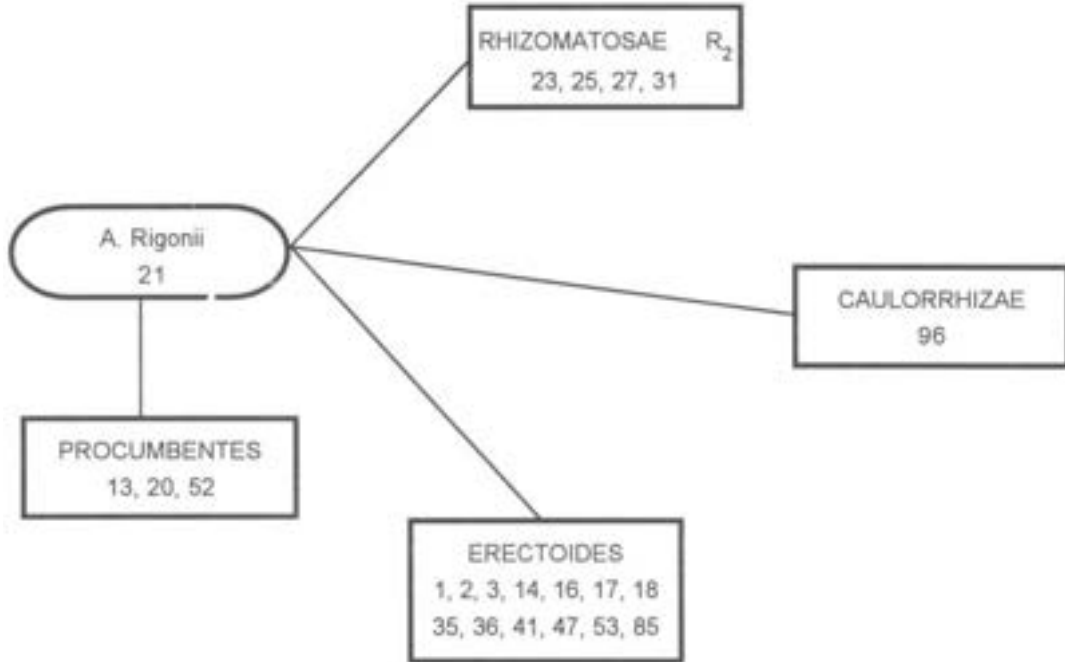 RHIZOMATOSAE R₂
23, 25, 27, 31
A. Rigonii
21
CAULORRHIZAE
96
PROCUMBENTES
13, 20, 52
ERECTOIDES
1, 2, 3, 14, 16, 17, 18
35, 36, 41, 47, 53, 85